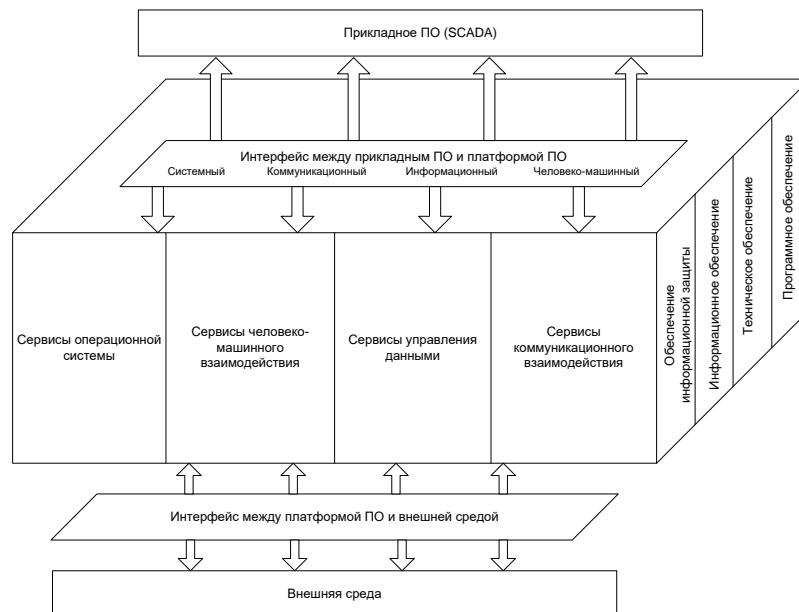 Прикладное ПО (SCADA)
Интерфейс между прикладным ПО и платформой ПО
Системный
Коммуникационный
Информационный
Человеко-машинный
Сервисы операционной
системы
Сервисы человеко-
машинного
взаимодействия
Сервисы управления
данными
Сервисы
коммуникационного
взаимодействия
Обеспечение
информационной защиты
Информационное обеспечение
Техническое обеспечение
Программное обеспечение
Интерфейс между платформой ПО и внешней средой
Внешняя среда